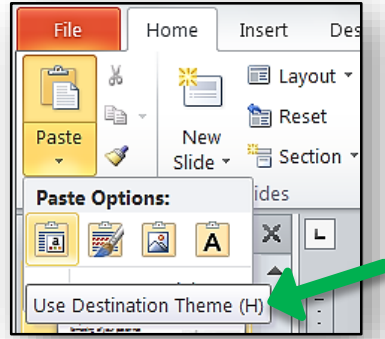 File Home Insert Des
Layout
Reset
Section
Paste
New
Slide
Paste Options:
ides
a
A
Use Destination Theme (H)